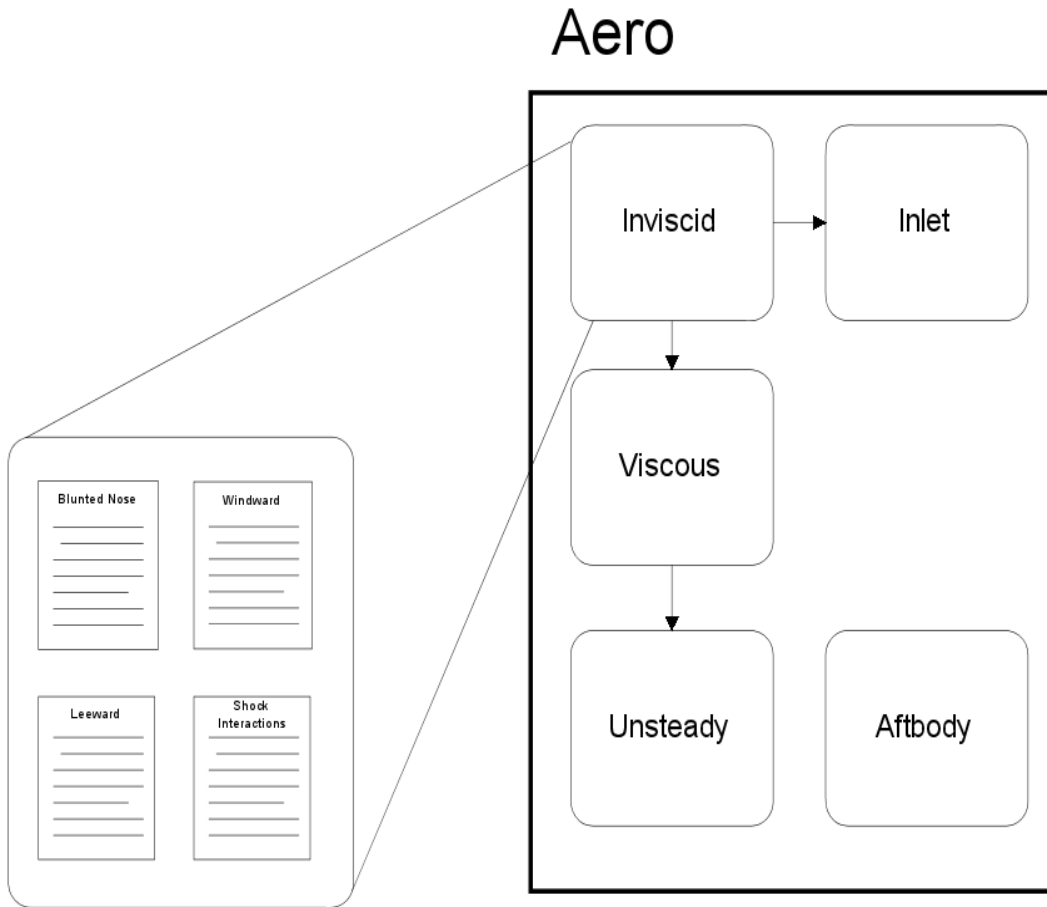 Aero
Inviscid
Inlet
Viscous
Unsteady
Aftbody
Blunted Nose
Windward
Leeward
Shock
Interactions